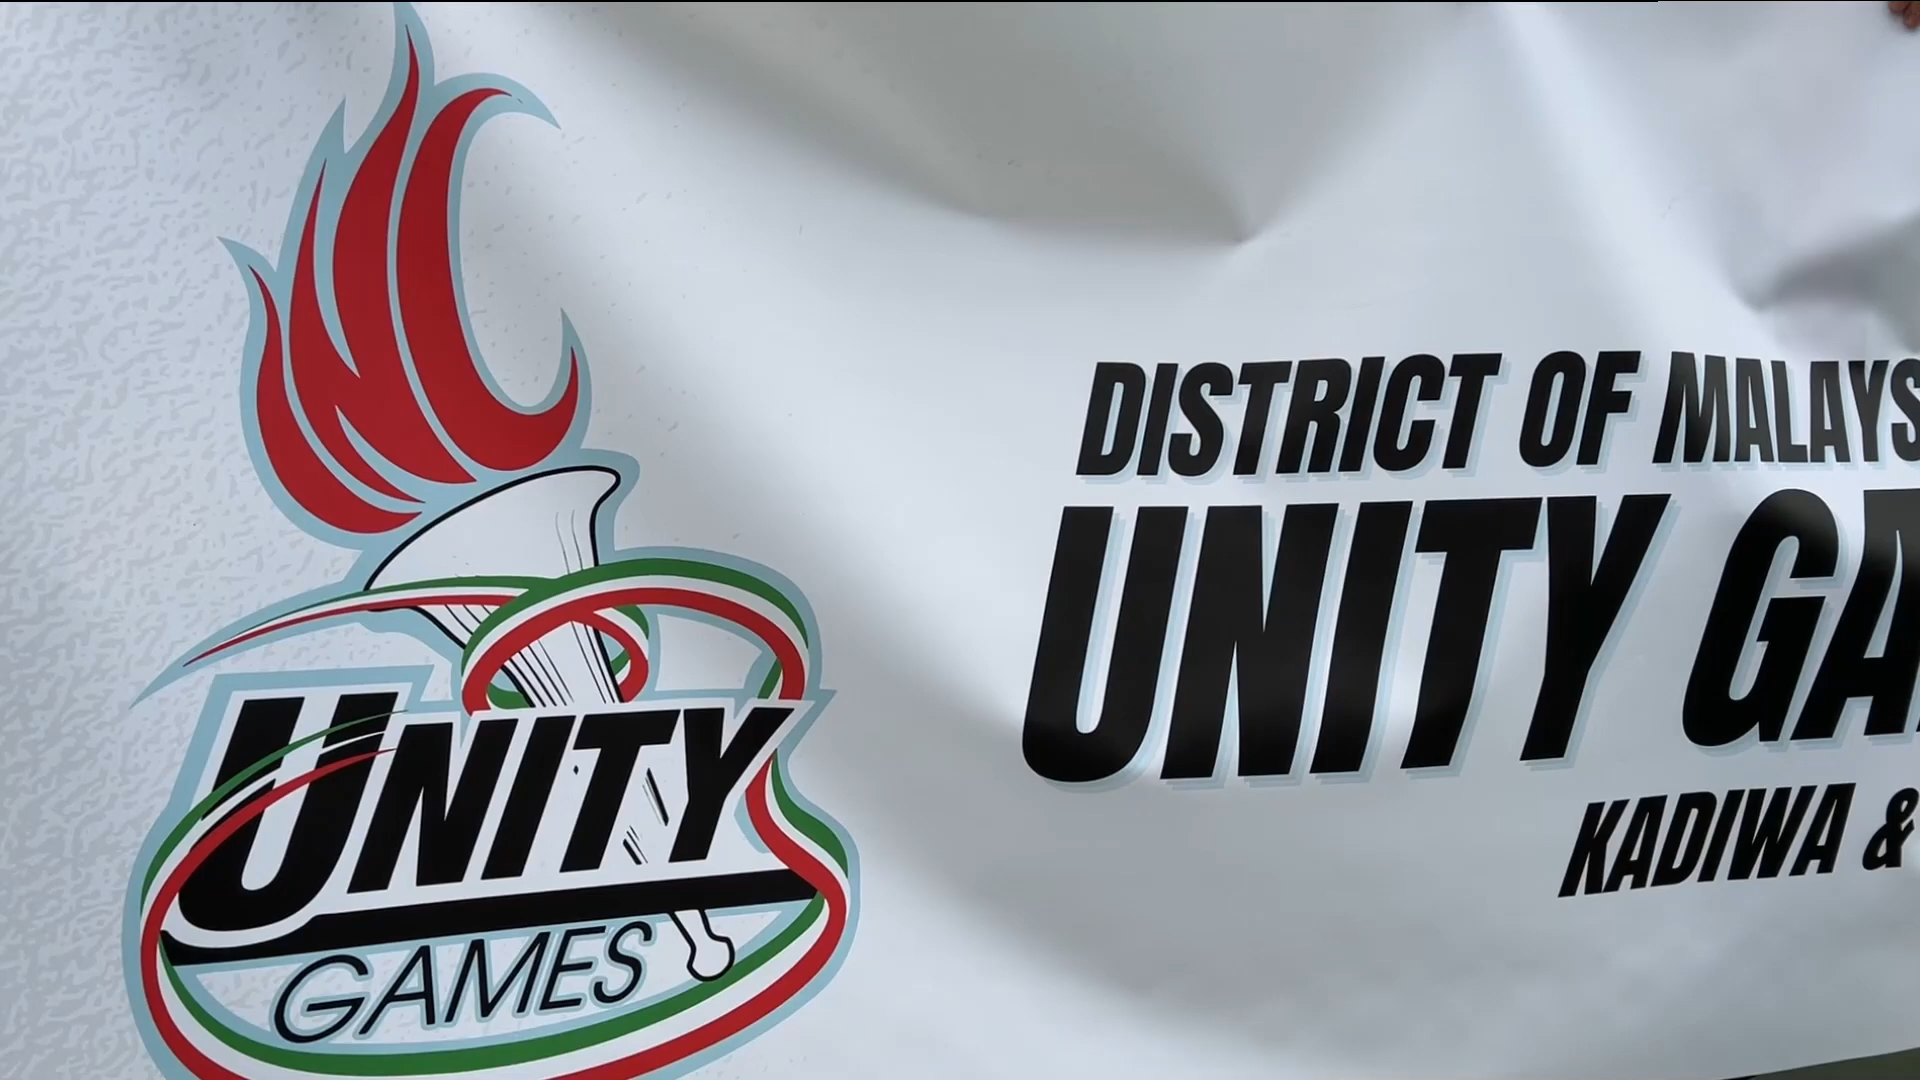 UNITY
GAMES
DISTRICT OF MALAYS
UNITY GA
KADIWA &